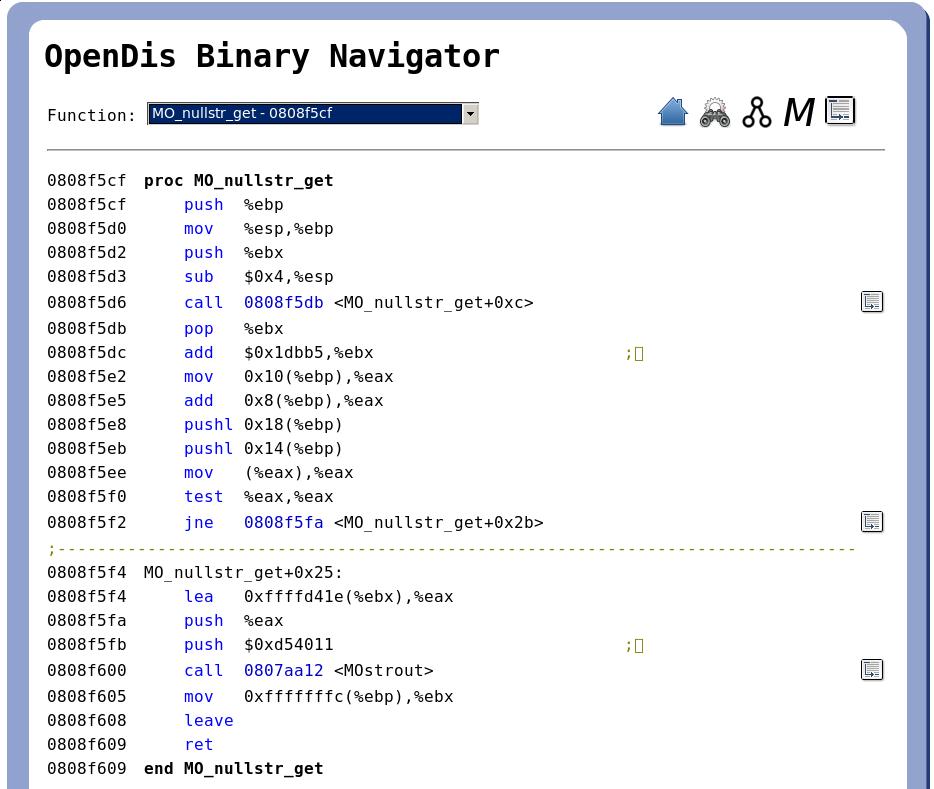 OpenDis Binary Navigator
Function: MO_nullstr_get - 0808f5cf
M
0808f5cf proc MO_nullstr_get
0808f5cf push %ebp
0808f5d0 mov %esp,%ebp
0808f5d2 push %ebx
0808f5d3 sub $0x4,%esp
0808f5d6 call 0808f5db <MO_nullstr_get+0xc>
0808f5db pop %ebx
0808f5dc add $0x1dbb5,%ebx ;
0808f5e2 mov 0x10(%ebp),%eax
0808f5e5 add 0x8(%ebp),%eax
0808f5e8 pushl 0x18(%ebp)
0808f5eb pushl 0x14(%ebp)
0808f5ee mov (%eax),%eax
0808f5f0 test %eax,%eax
0808f5f2 jne 0808f5fa <MO_nullstr_get+0x2b>
;--------------------------------------------------------------------------------
0808f5f4 MO_nullstr_get+0x25:
0808f5f4 lea 0xffffd41e(%ebx),%eax
0808f5fa push %eax
0808f5fb push $0xd54011 ;
0808f600 call 0807aa12 <MOstrout>
0808f605 mov 0xfffffffc(%ebp),%ebx
0808f608 leave
0808f609 ret
0808f609 end MO_nullstr_get